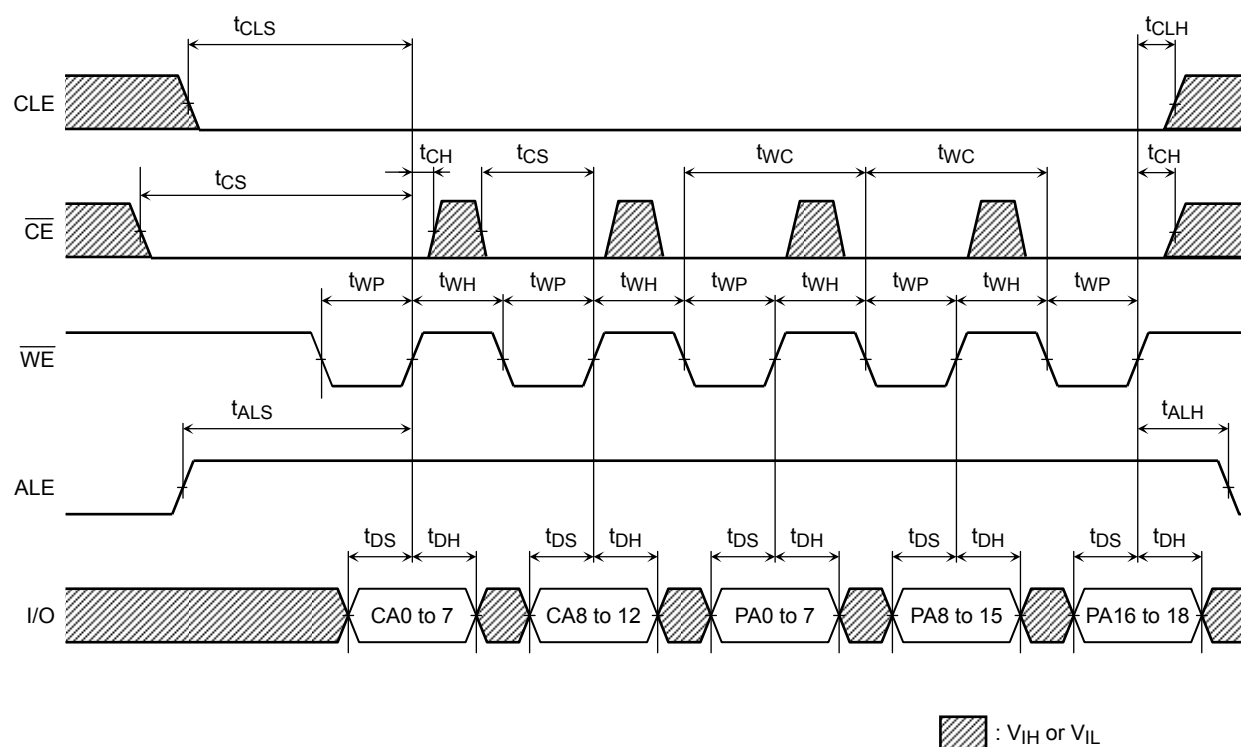 tCLS tCLH
CLE
tCH tCS tWC tWC tCH
tCS
CE
tWP tWH tWP tWH tWP tWH tWP tWH tWP
WE
tALS tALH
ALE
tDS tDH tDS tDH tDS tDH tDS tDH tDS tDH
I/O CA0 to 7 CA8 to 12 PA0 to 7 PA8 to 15 PA16 to 18
: VIH or VIL